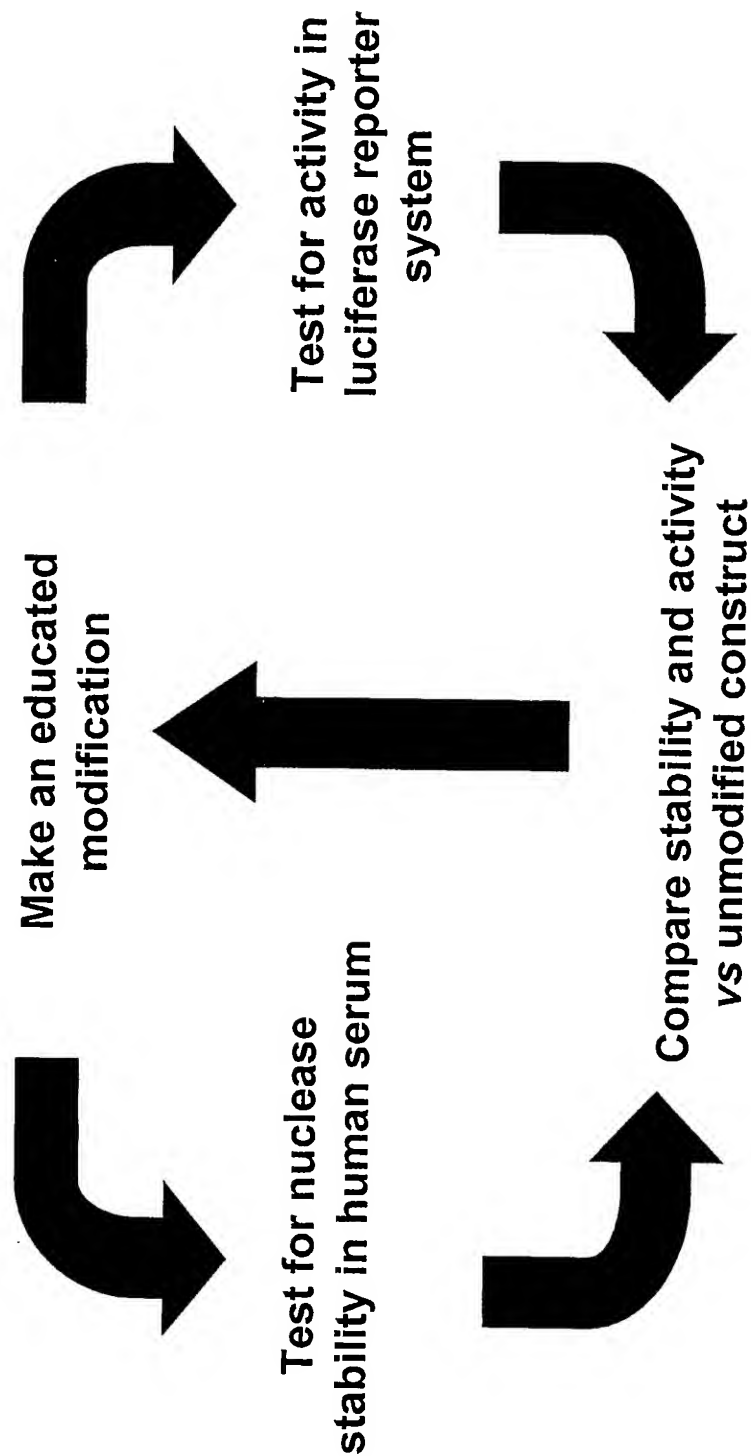 Make an educated
modification
Test for nuclease
stability in human serum
Test for activity in
luciferase reporter
system
Compare stability and activity
vs unmodified construct